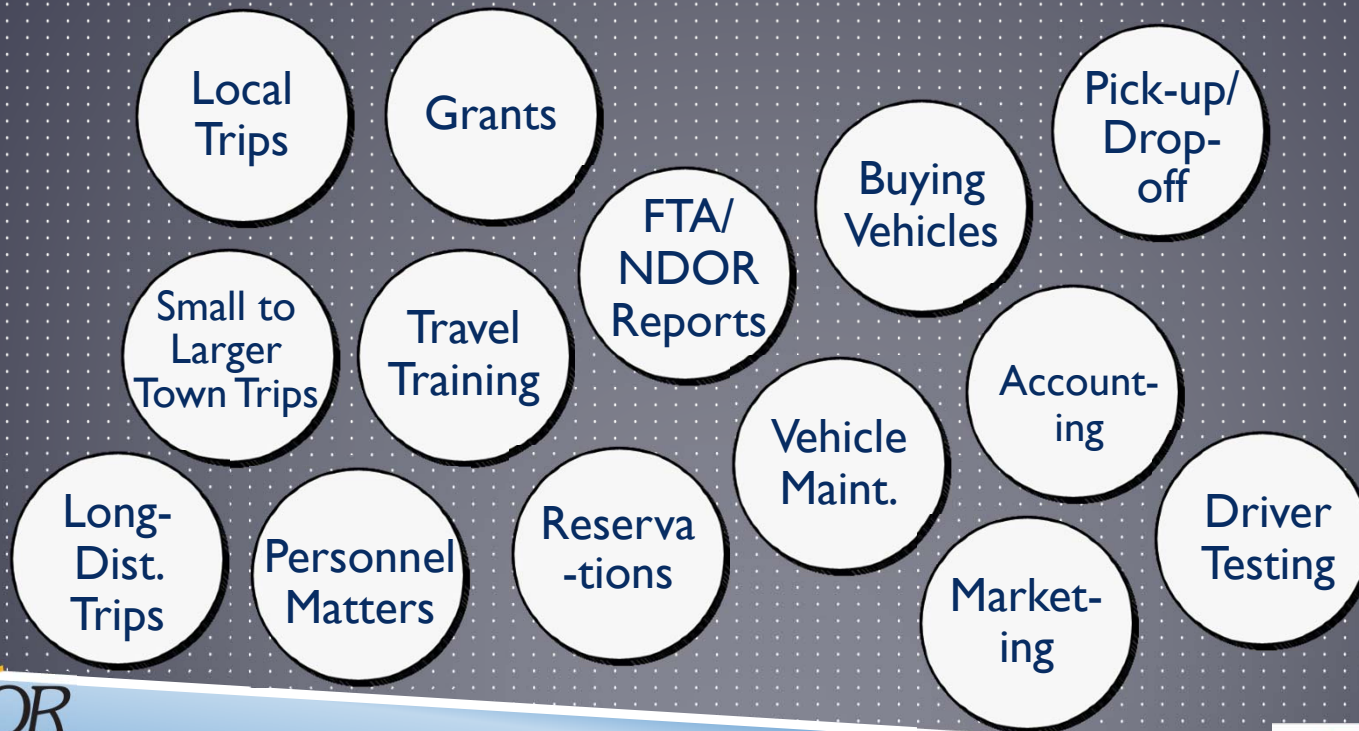 Local
Trips
Grants
Pick-up/
Drop-
off
Buying
Vehicles
FTA/
NDOR
Reports
Small to
Larger
Town Trips
Travel
Training
Account-
ing
Vehicle
Maint.
Long-
Dist.
Trips
Personnel
Matters
Reserva
-tions
Driver
Testing
Market-
ing
OR